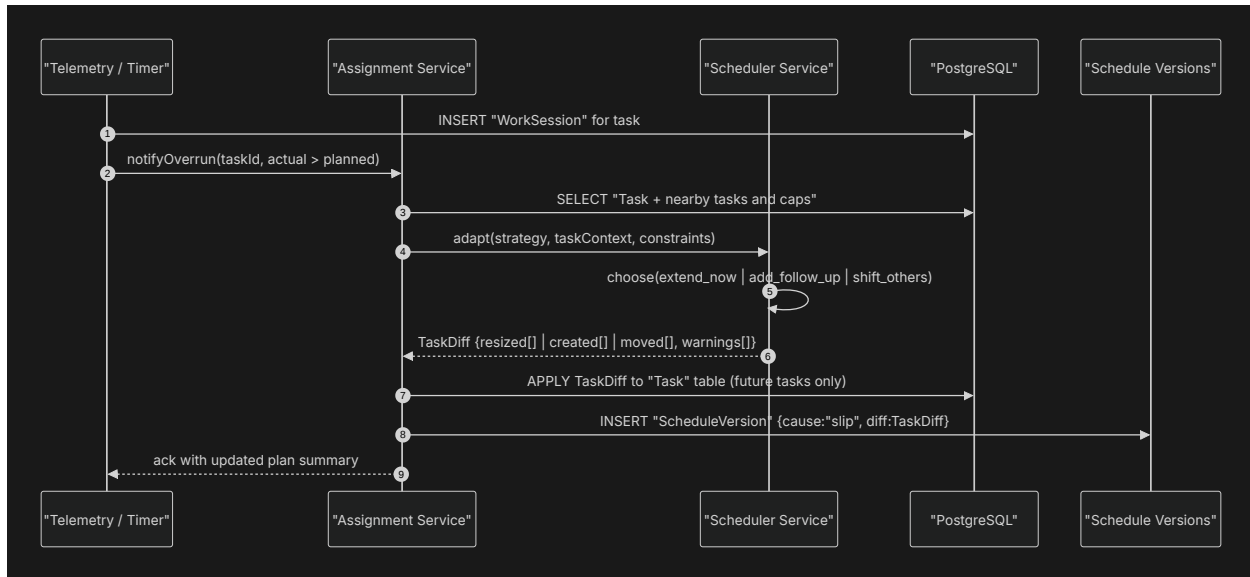 "Telemetry / Timer"
"Assignment Service"
"Scheduler Service"
"PostgreSQL"
"Schedule Versions"
1
INSERT "WorkSession" for task
2
notifyOverrun(taskId, actual > planned)
3
SELECT "Task + nearby tasks and caps"
4
adapt(strategy, taskContext, constraints)
choose(extend_now | add_follow_up | shift_others)
5
TaskDiff {resized[] | created[] | moved[], warnings[]}
6
APPLY TaskDiff to "Task" table (future tasks only)
7
INSERT "ScheduleVersion" {cause:"slip", diff:TaskDiff}
8
ack with updated plan summary
9
"Telemetry / Timer"
"Assignment Service"
"Scheduler Service"
"PostgreSQL"
"Schedule Versions"